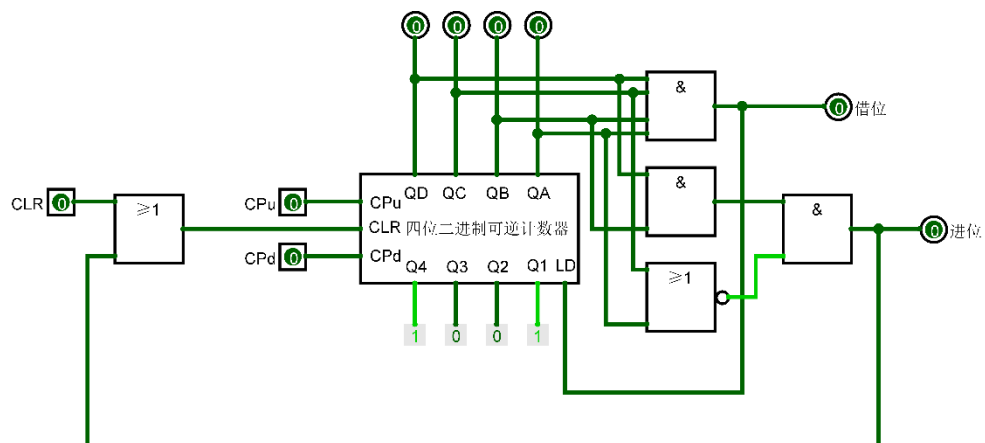 0 0 0 0
&
0 借位
QD QC QB QA
CLR 0
≥1
CPu 0
CPu
&
&
0 进位
CLR 四位二进制可逆计数器
CPd 0
CPd
Q4 Q3 Q2 Q1 LD
≥1
1 0 0 1